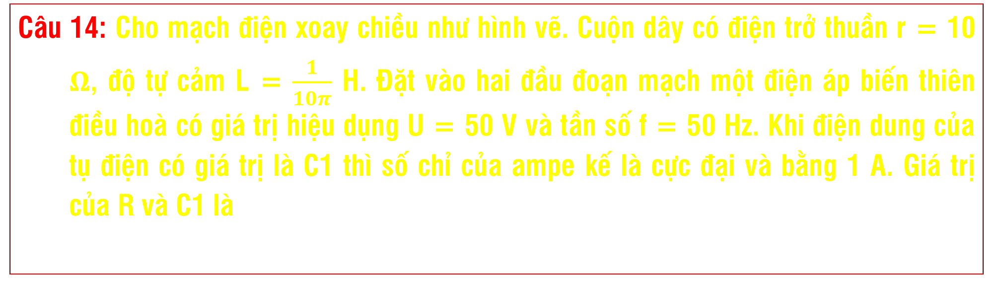 Câu 14: Cho mạch điện xoay chiều như hình vẽ. Cuộn dây có điện trở thuần r = 10
Ω, độ tự cảm L = \frac{1}{10π} H. Đặt vào hai đầu đoạn mạch một điện áp biến thiên
điều hoà có giá trị hiệu dụng U = 50 V và tần số f = 50 Hz. Khi điện dung của
tụ điện có giá trị là C1 thì số chỉ của ampe kế là cực đại và bằng 1 A. Giá trị
của R và C1 là